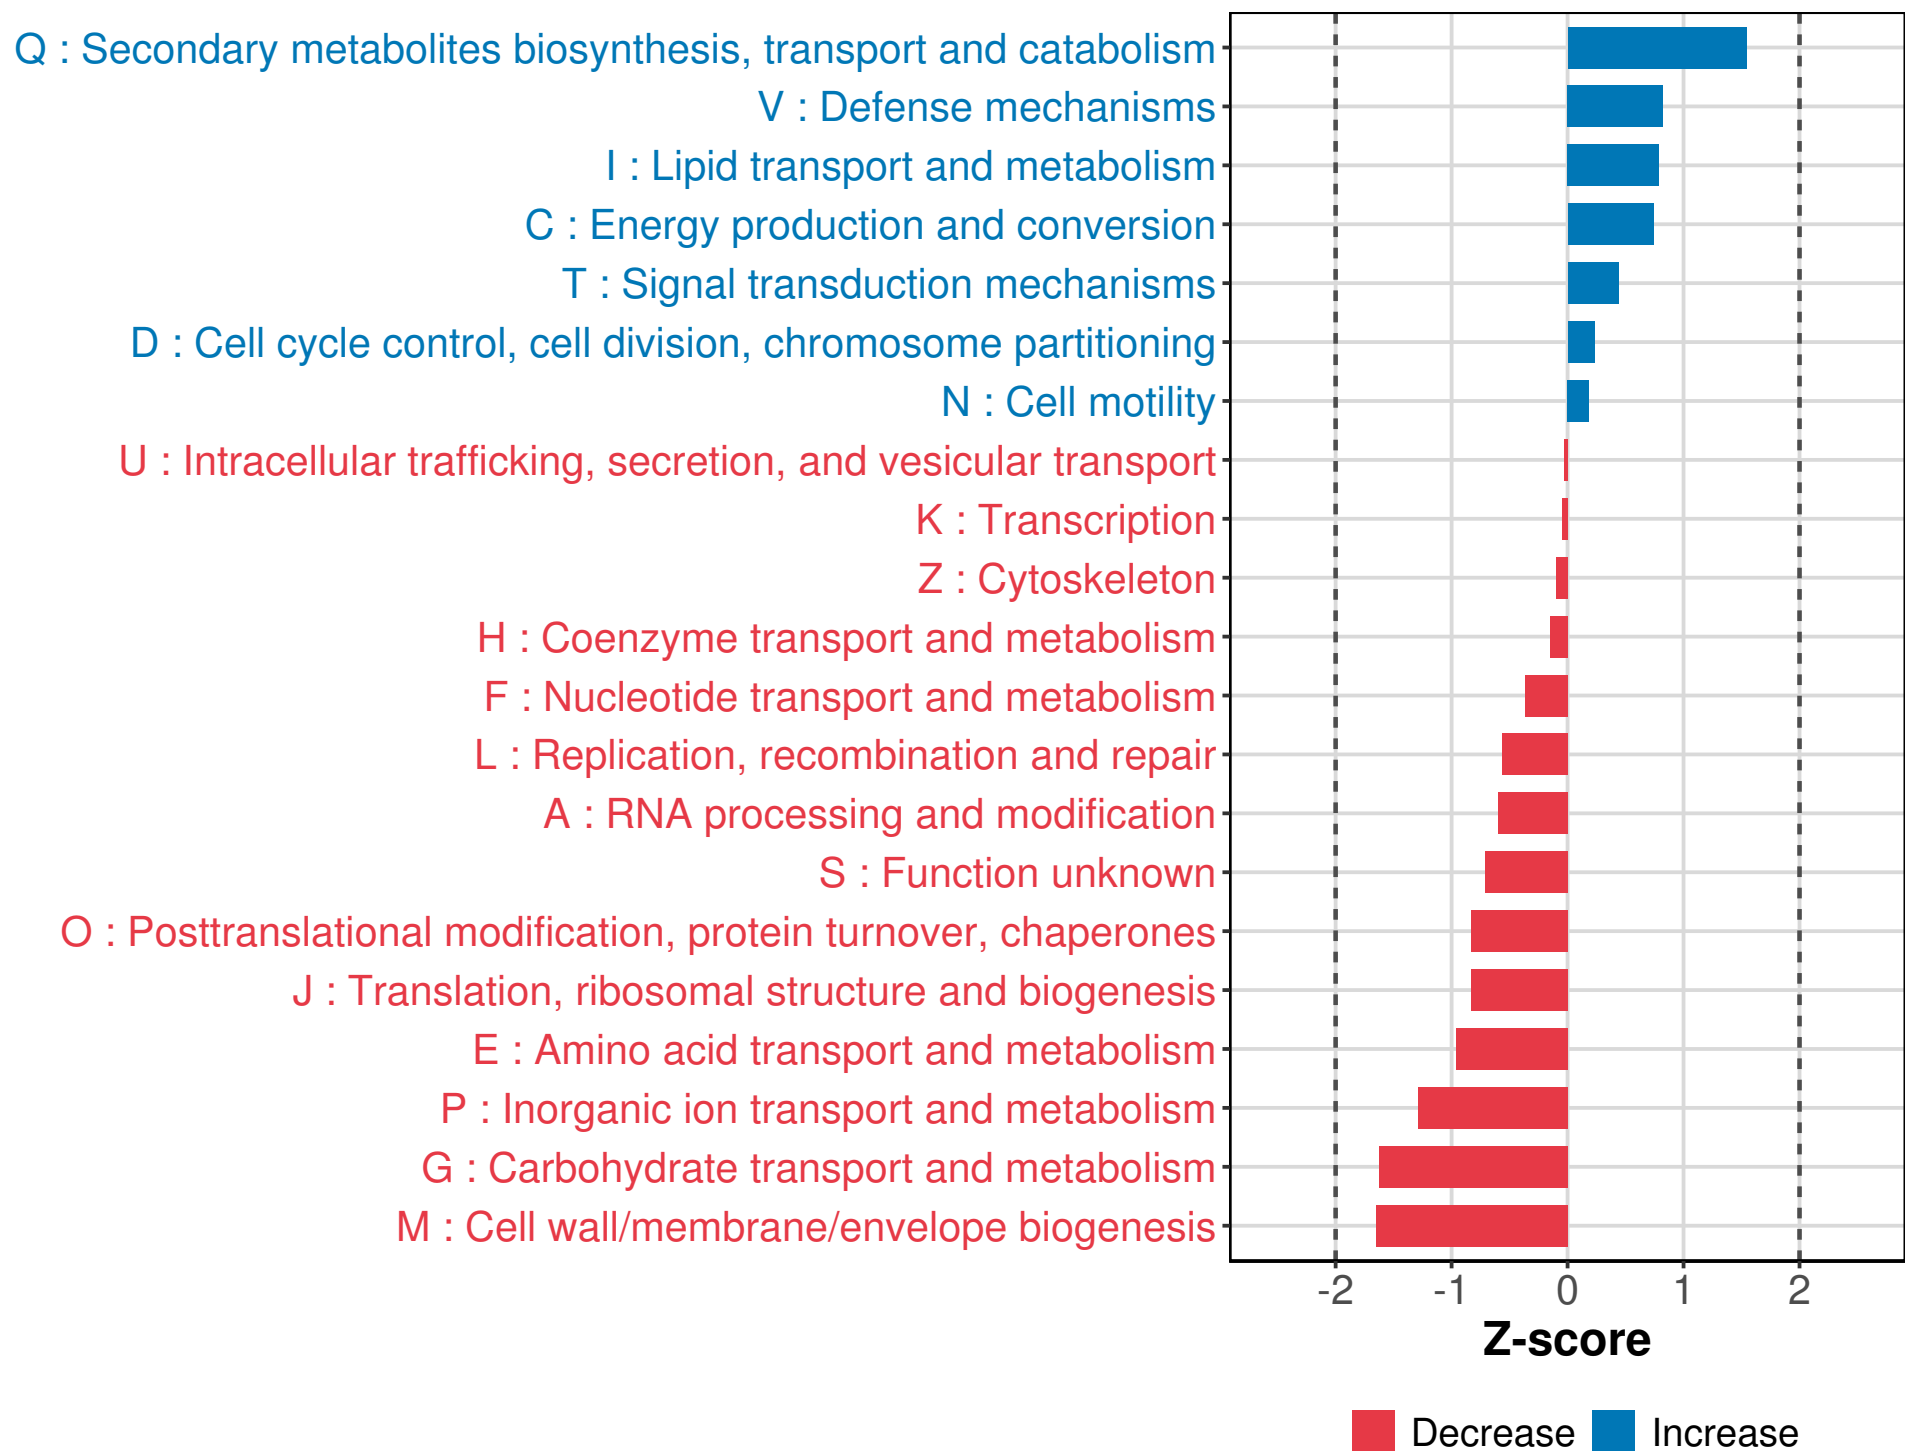 Q : Secondary metabolites biosynthesis, transport and catabolism
V : Defense mechanisms
I : Lipid transport and metabolism
C : Energy production and conversion
T : Signal transduction mechanisms
D : Cell cycle control, cell division, chromosome partitioning
N : Cell motility
U : Intracellular trafficking, secretion, and vesicular transport
K : Transcription
Z : Cytoskeleton
H : Coenzyme transport and metabolism
F : Nucleotide transport and metabolism
L : Replication, recombination and repair
A : RNA processing and modification
S : Function unknown
O : Posttranslational modification, protein turnover, chaperones
J : Translation, ribosomal structure and biogenesis
E : Amino acid transport and metabolism
P : Inorganic ion transport and metabolism
G : Carbohydrate transport and metabolism
M : Cell wall/membrane/envelope biogenesis
-2 -1 0 1 2
Z-score
Decrease Increase